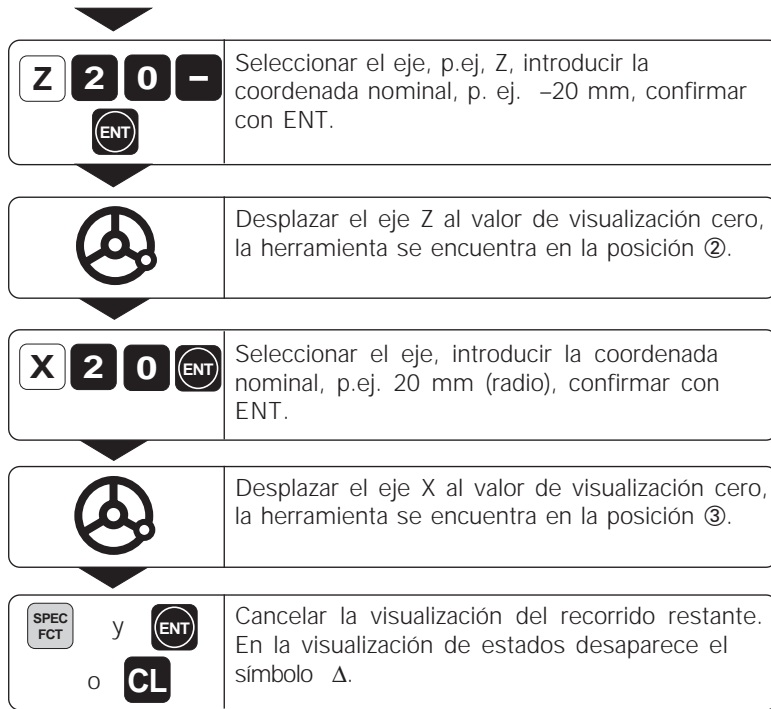 Z 2 0 –
ENT
Seleccionar el eje, p.ej, Z, introducir la
coordenada nominal, p. ej. –20 mm, confirmar
con ENT.
Desplazar el eje Z al valor de visualización cero,
la herramienta se encuentra en la posición ②.
X 2 0 ENT
Seleccionar el eje, introducir la coordenada
nominal, p.ej. 20 mm (radio), confirmar con
ENT.
Desplazar el eje X al valor de visualización cero,
la herramienta se encuentra en la posición ③.
SPEC
FCT
y ENT
o CL
Cancelar la visualización del recorrido restante.
En la visualización de estados desaparece el
símbolo Δ.